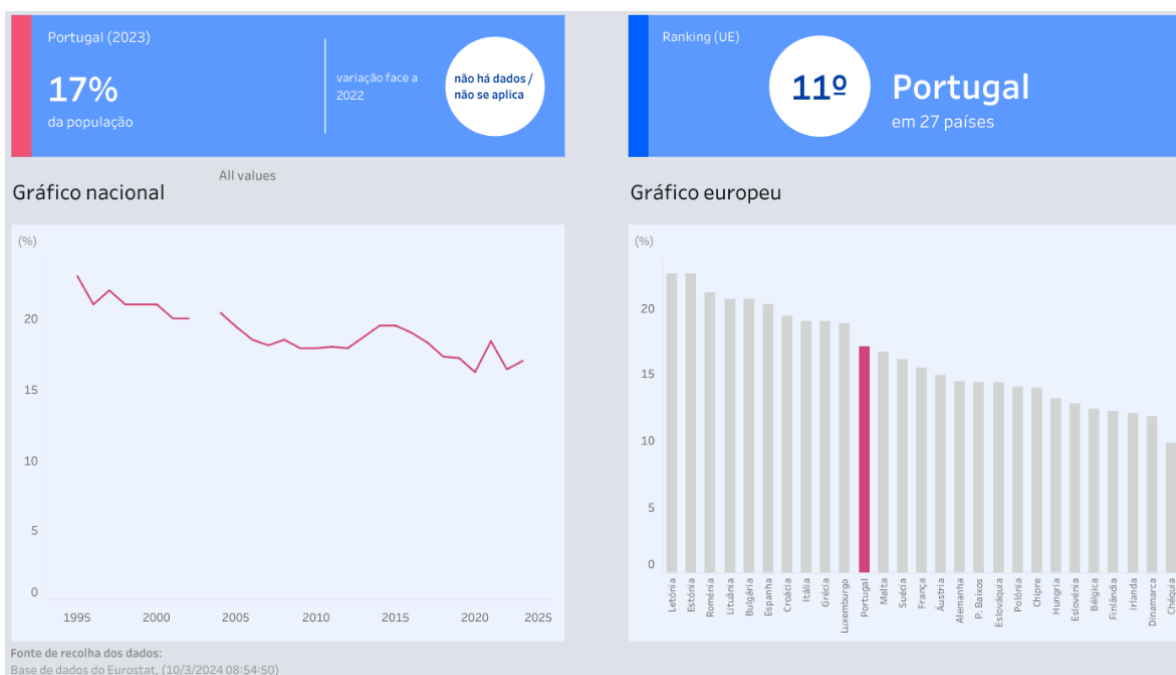 Portugal (2023)
17%
da população
variação face a
2022
não há dados /
não se aplica
Ranking (UE)
11º
Portugal
em 27 países
All values
Gráfico nacional
(%)
20
15
10
5
0
1995 2000 2005 2010 2015 2020 2025
Gráfico europeu
(%)
20
15
10
5
0
Letónia
Estónia
Roménia
Lituânia
Bulgária
Espanha
Croácia
Itália
Grécia
Luxemburgo
Portugal
Malta
Suécia
França
Áustria
Alemanha
P. Baixos
Eslováquia
Polónia
Chipre
Hungria
Eslovénia
Bélgica
Finlândia
Irlanda
Dinamarca
Chéquia
Fonte de recolha dos dados:
Base de dados do Eurostat, (10/3/2024 08:54:50)